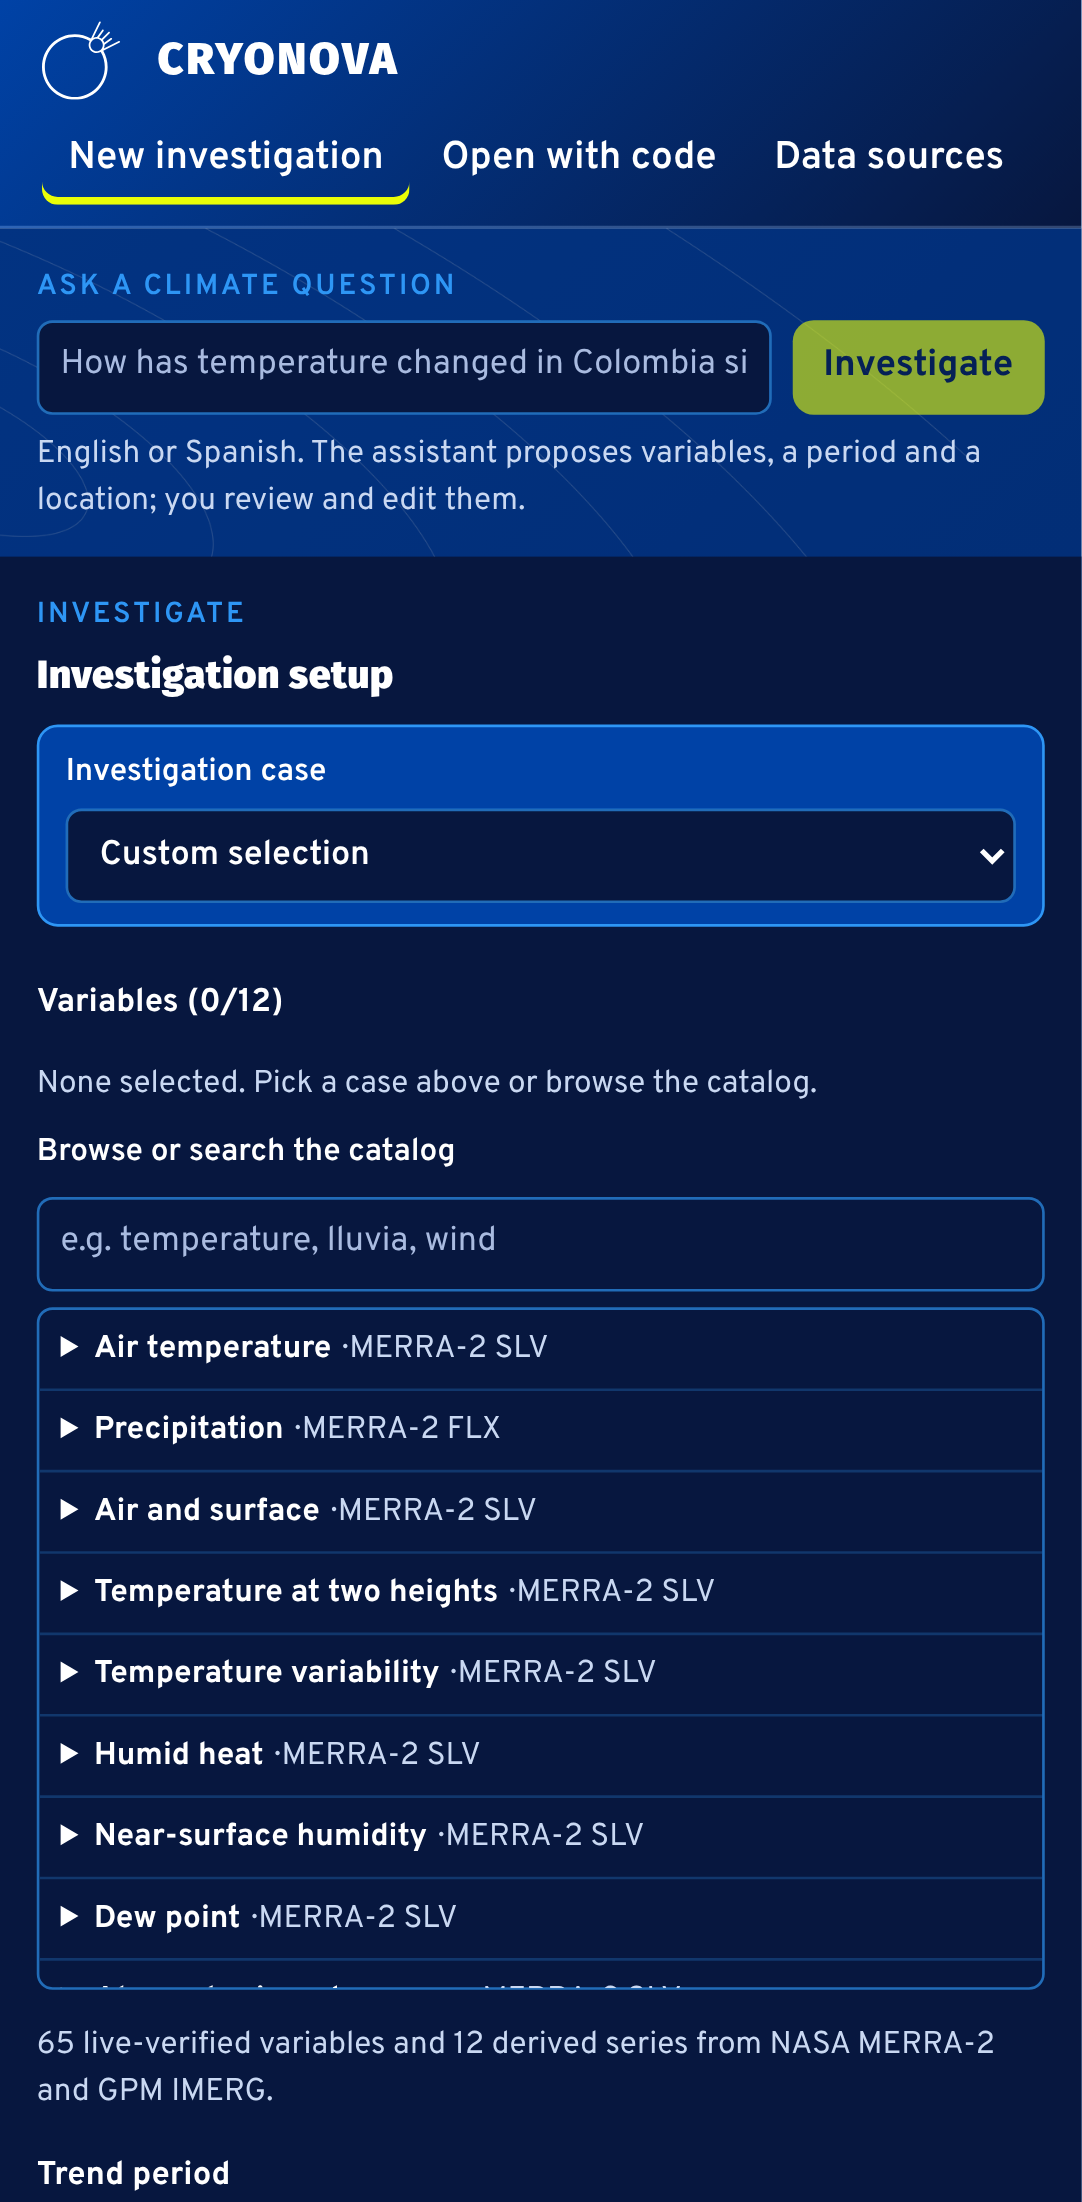 CRYONOVA
New investigation Open with code Data sources
ASK A CLIMATE QUESTION
How has temperature changed in Colombia si
Investigate
English or Spanish. The assistant proposes variables, a period and a
location; you review and edit them.
INVESTIGATE
Investigation setup
Investigation case
Custom selection
Variables (0/12)
None selected. Pick a case above or browse the catalog.
Browse or search the catalog
e.g. temperature, lluvia, wind
Air temperature ·MERRA-2 SLV
Precipitation ·MERRA-2 FLX
Air and surface ·MERRA-2 SLV
Temperature at two heights ·MERRA-2 SLV
Temperature variability ·MERRA-2 SLV
Humid heat ·MERRA-2 SLV
Near-surface humidity ·MERRA-2 SLV
Dew point ·MERRA-2 SLV
65 live-verified variables and 12 derived series from NASA MERRA-2
and GPM IMERG.
Trend period